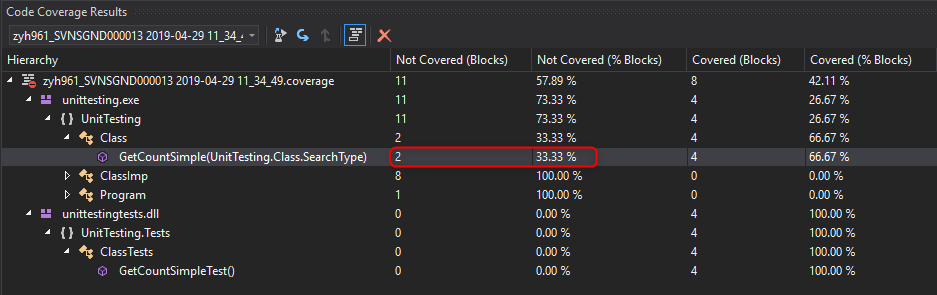 Code Coverage Results
zyh961_SVNSGND000013 2019-04-29 11_34_4
Hierarchy Not Covered (Blocks) Not Covered (% Blocks) Covered (Blocks) Covered (% Blocks)
zyh961_SVNSGND000013 2019-04-29 11_34_49.coverage 11 57.89 % 8 42.11 %
unittesting.exe 11 73.33 % 4 26.67 %
{ } UnitTesting 11 73.33 % 4 26.67 %
Class 2 33.33 % 4 66.67 %
GetCountSimple(UnitTesting.Class.SearchType) 2 33.33 % 4 66.67 %
ClassImp 8 100.00 % 0 0.00 %
Program 1 100.00 % 0 0.00 %
unittestingtests.dll 0 0.00 % 4 100.00 %
{ } UnitTesting.Tests 0 0.00 % 4 100.00 %
ClassTests 0 0.00 % 4 100.00 %
GetCountSimpleTest() 0 0.00 % 4 100.00 %